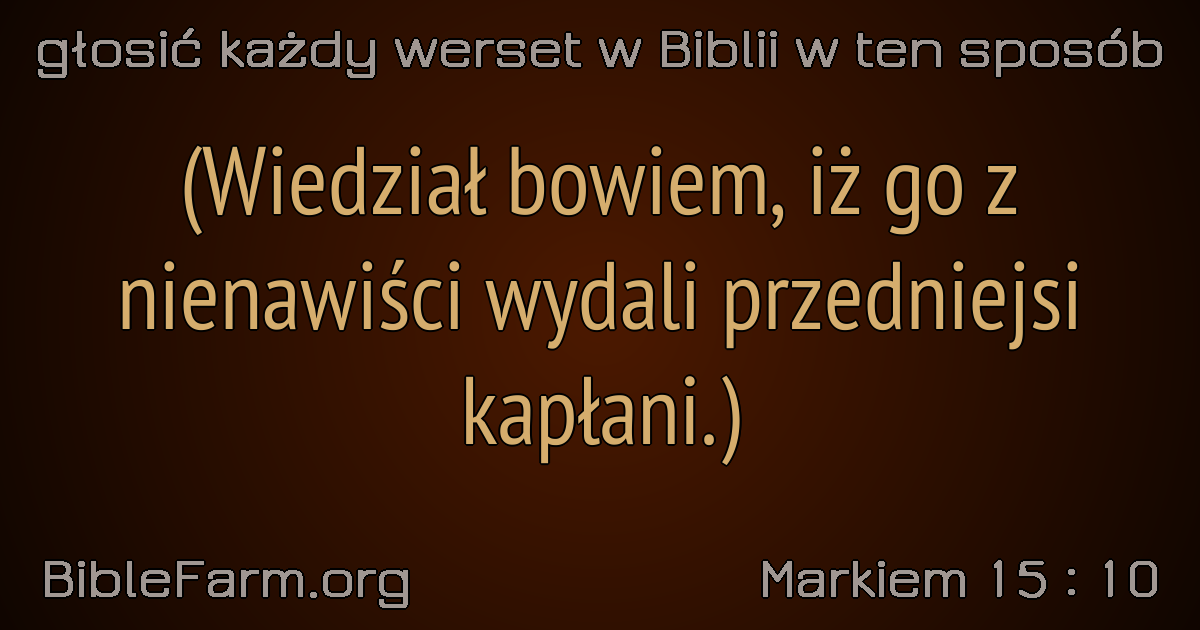 głosić każdy werset w Biblii w ten sposób
(Wiedział bowiem, iż go z
nienawiści wydali przedniejsi
kapłani.)
BibleFarm.org
Markiem 15 : 10